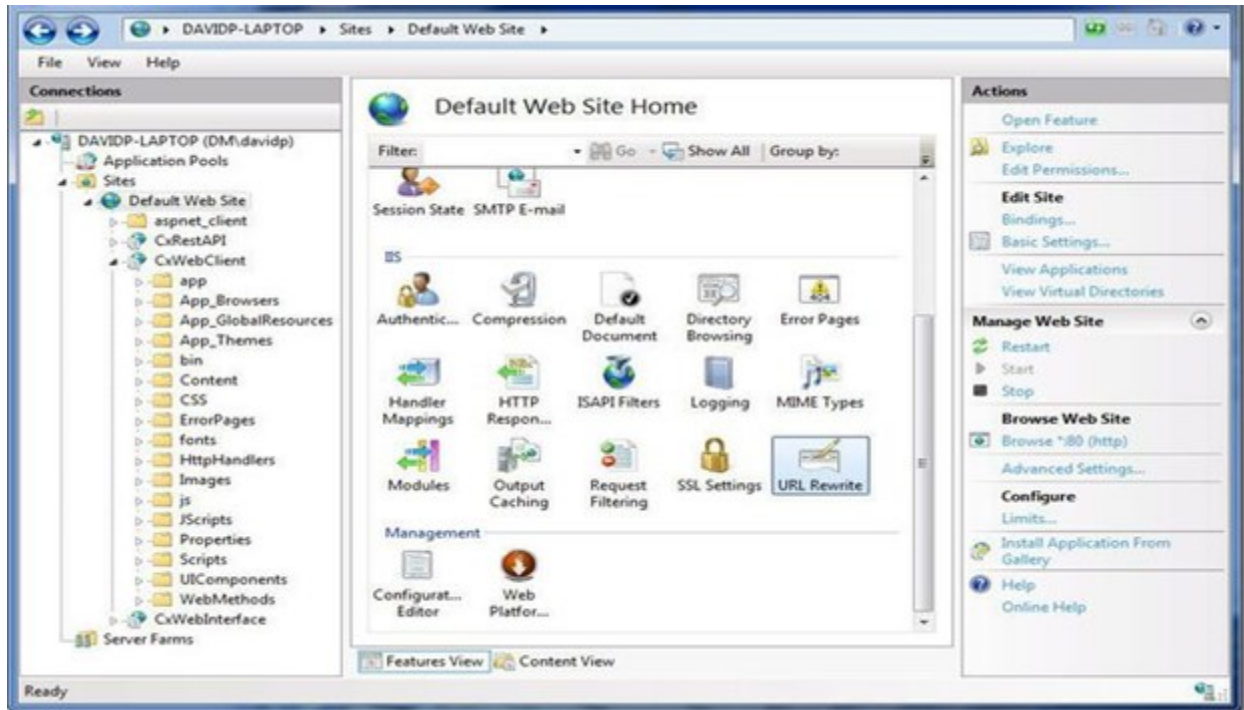 DAVIDP-LAPTOP Sites Default Web Site
File View Help
Connections
DAVIDP-LAPTOP (DM\davidp)
Application Pools
Sites
Default Web Site
aspnet_client
CxRestAPI
CxWebClient
app
App_Browsers
App_GlobalResources
App_Themes
bin
Content
CSS
ErrorPages
fonts
HttpHandlers
Images
js
JScripts
Properties
Scripts
UIComponents
WebMethods
CxWebInterface
Server Farms
Default Web Site Home
Filter: Go Show All Group by:
Session State SMTP E-mail
IIS
Authentic... Compression Default Document Directory Browsing Error Pages
Handler Mappings HTTP Respon... ISAPI Filters Logging MIME Types
Modules Output Caching Request Filtering SSL Settings URL Rewrite
Management
Configurat... Editor Web Platfor...
Features View Content View
Actions
Open Feature
Explore
Edit Permissions...
Edit Site
Bindings...
Basic Settings...
View Applications
View Virtual Directories
Manage Web Site
Restart
Start
Stop
Browse Web Site
Browse *:80 (http)
Advanced Settings...
Configure
Limits...
Install Application From
Gallery
Help
Online Help
Ready